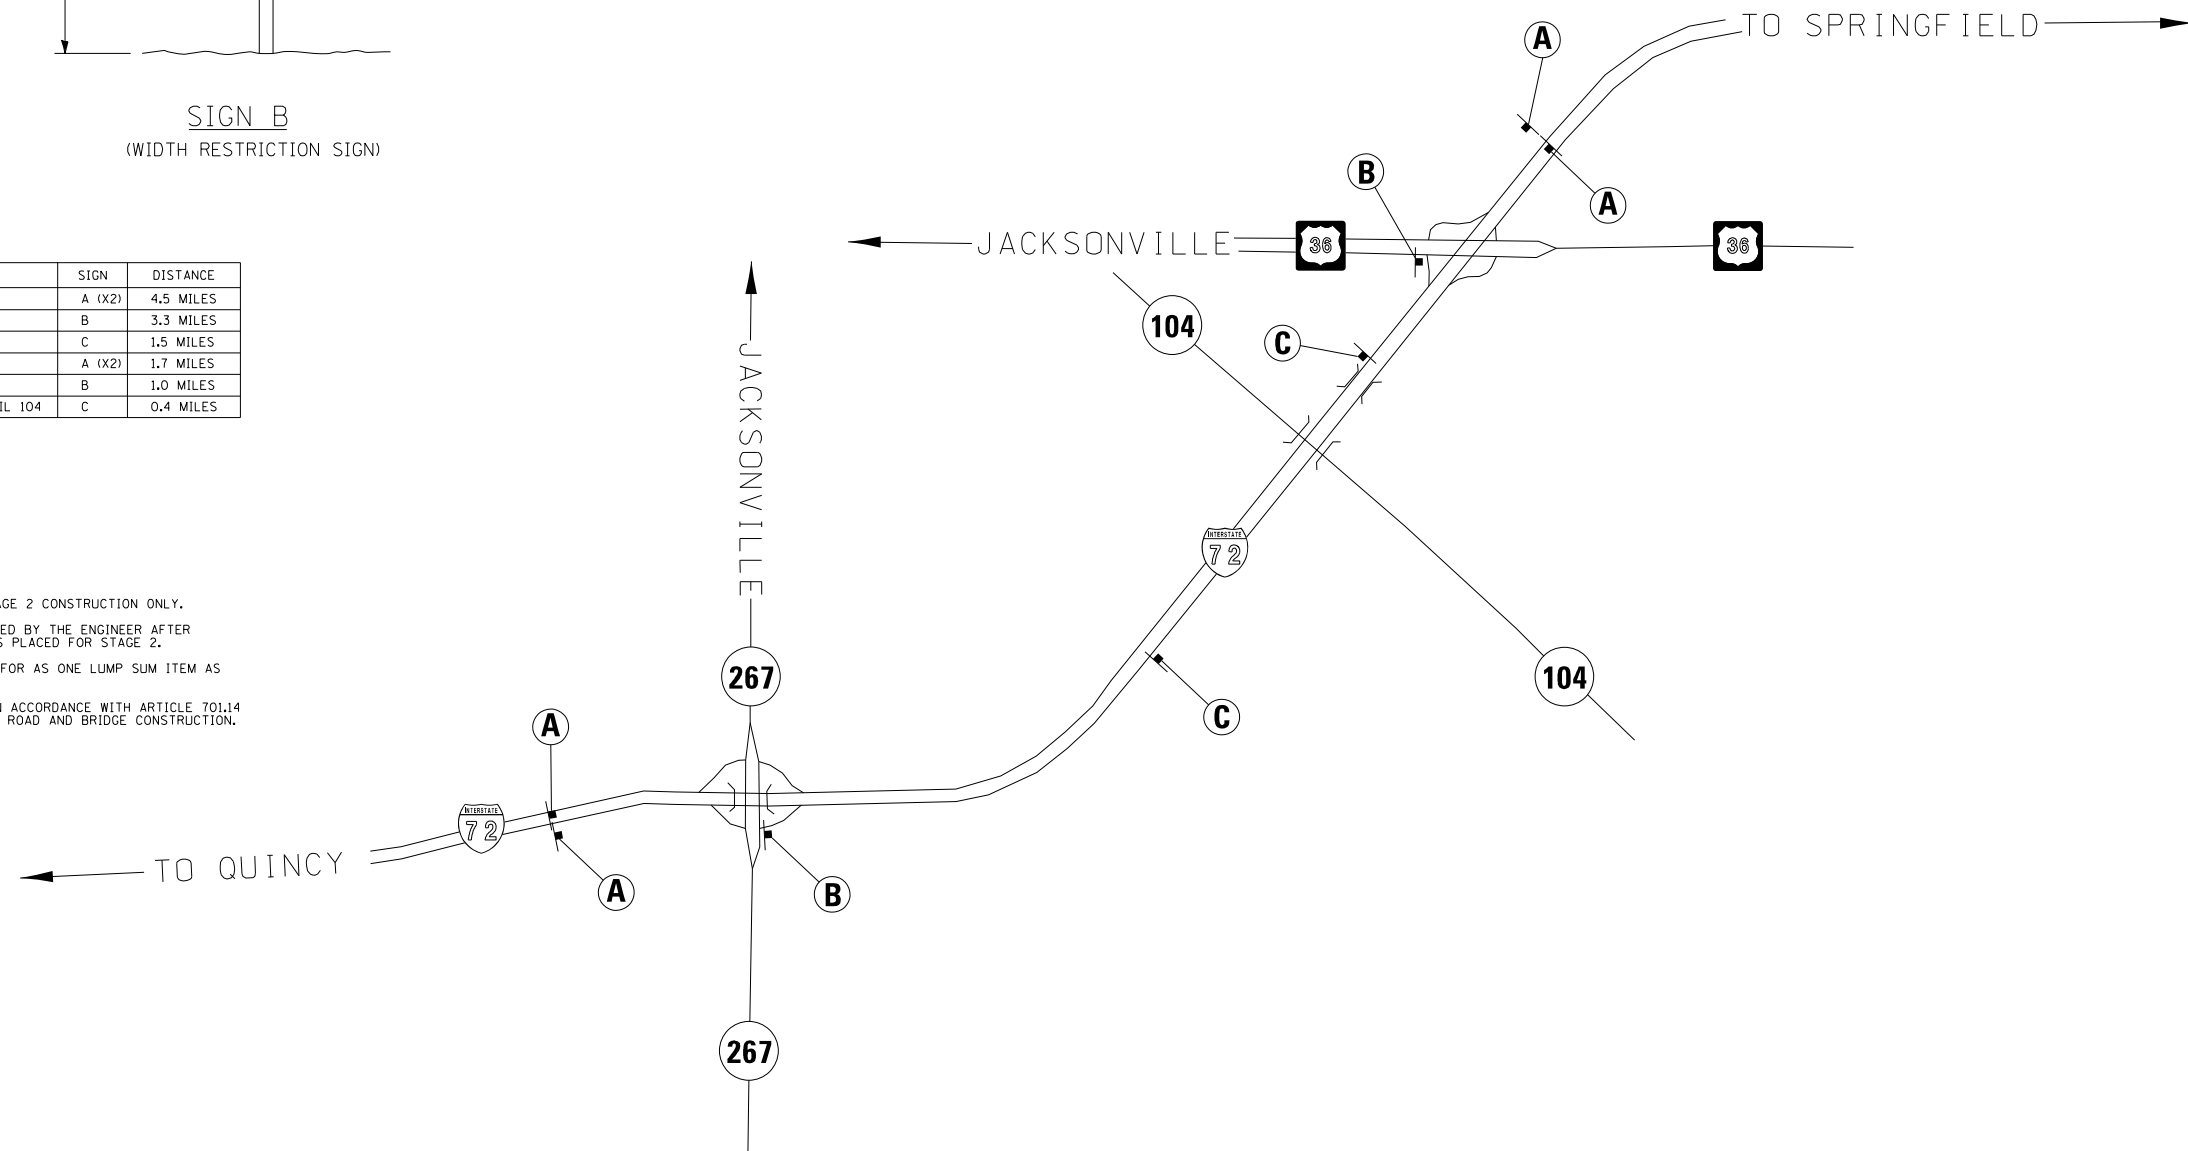 SIGN B
(WIDTH RESTRICTION SIGN)
SIGN DISTANCE
A (X2) 4.5 MILES
B 3.3 MILES
C 1.5 MILES
A (X2) 1.7 MILES
B 1.0 MILES
IL 104 C 0.4 MILES
2 CONSTRUCTION ONLY.
BY THE ENGINEER AFTER
PLACED FOR STAGE 2.
FOR AS ONE LUMP SUM ITEM AS
ACCORDANCE WITH ARTICLE 701.14
ROAD AND BRIDGE CONSTRUCTION.
TO SPRINGFIELD
A
A
B
JACKSONVILLE
36
36
104
C
JACKSONVILLE
INTERSTATE
72
267
104
C
A
INTERSTATE
72
TO QUINCY
A
B
267